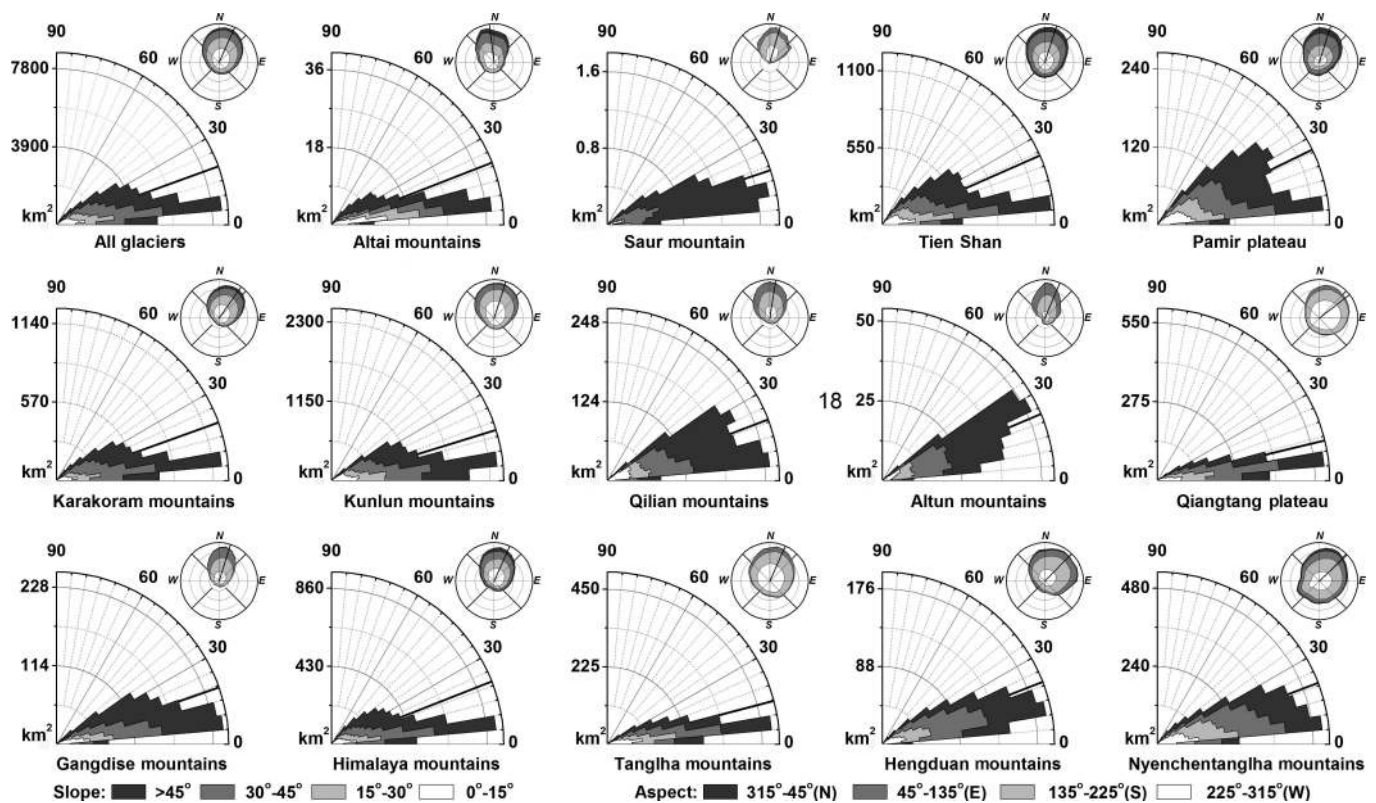 90
7800
3900
km²
60
30
0
N
W
E
S
All glaciers
90
36
18
km²
60
30
0
N
W
E
S
Altai mountains
90
1.6
0.8
km²
60
30
0
N
W
E
S
Saur mountain
90
1100
550
km²
60
30
0
N
W
E
S
Tien Shan
90
240
120
km²
60
30
0
N
W
E
S
Pamir plateau
90
1140
570
km²
60
30
0
N
W
E
S
Karakoram mountains
90
2300
1150
km²
60
30
0
N
W
E
S
Kunlun mountains
90
248
124
km²
60
30
0
N
W
E
S
Qilian mountains
18
90
50
25
km²
60
30
0
N
W
E
S
Altun mountains
90
550
275
km²
60
30
0
N
W
E
S
Qiangtang plateau
90
228
114
km²
60
30
0
N
W
E
S
Gangdise mountains
90
860
430
km²
60
30
0
N
W
E
S
Himalaya mountains
90
450
225
km²
60
30
0
N
W
E
S
Tanglha mountains
90
176
88
km²
60
30
0
N
W
E
S
Hengduan mountains
90
480
240
km²
60
30
0
N
W
E
S
Nyenchentanglha mountains
Slope: >45° 30°-45° 15°-30° 0°-15° Aspect: 315°-45°(N) 45°-135°(E) 135°-225°(S) 225°-315°(W)